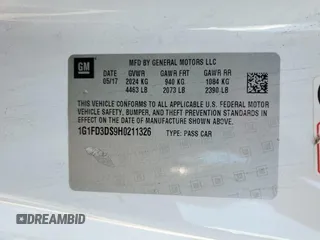 GM
MFD BY GENERAL MOTORS LLC
05/17 GVWR GAWR FRT GAWR RR
2024 KG 940 KG 1084 KG
4463 LB 2073 LB 2390 LB
THIS VEHICLE CONFORMS TO ALL APPLICABLE U.S. FEDERAL MOTOR
VEHICLE SAFETY, BUMPER, AND THEFT PREVENTION STANDARDS IN
EFFECT ON THE DATE OF MANUFACTURE SHOWN ABOVE.
1G1FD3DS9H0211326 TYPE: PASS CAR
DREAMBID
DREAMBID